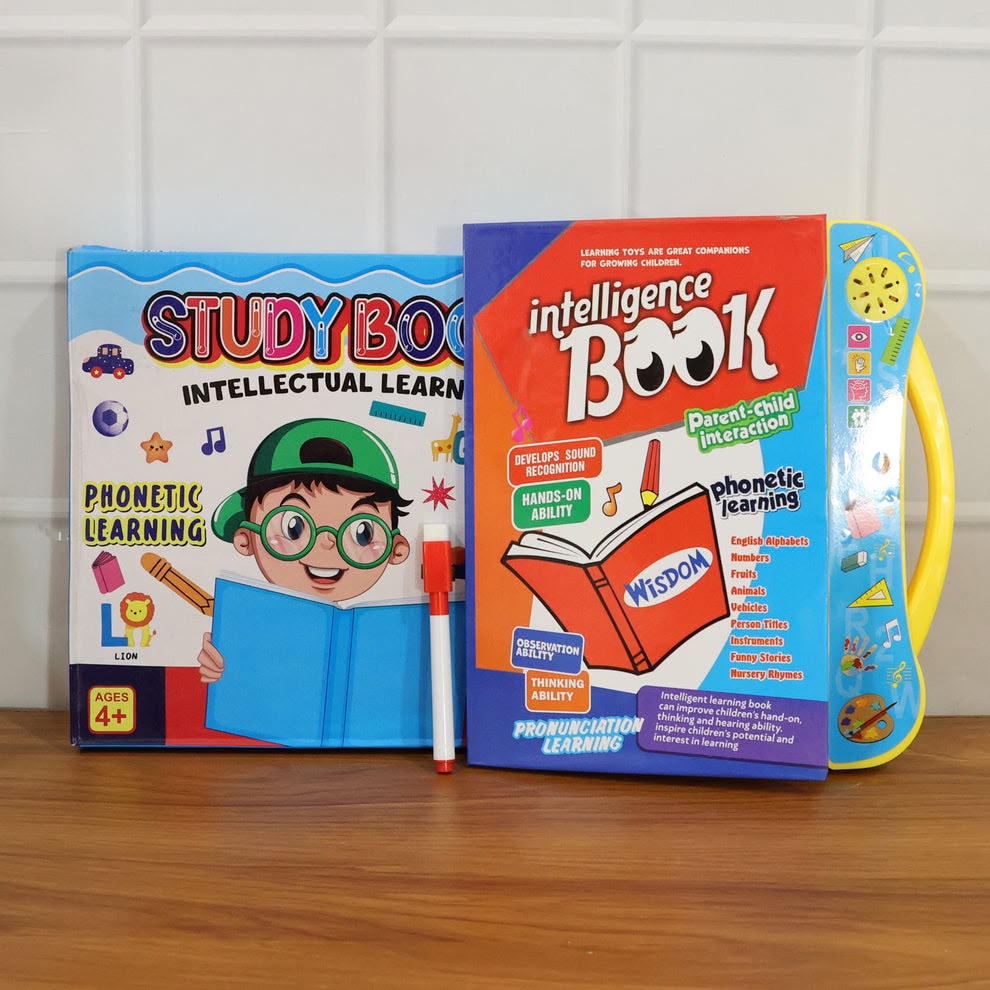 STUDY BOO
INTELLECTUAL LEARN
PHONETIC
LEARNING
L
LION
AGES
4+
LEARNING TOYS ARE GREAT COMPANIONS
FOR GROWING CHILDREN.
intelligence
BOOK
Parent-Child
interaction
DEVELOPS SOUND
RECOGNITION
HANDS-ON
ABILITY
phonetic
learning
WISDOM
English Alphabets
Numbers
Fruits
Animals
Vehicles
Person Titles
Instruments
Funny Stories
Nursery Rhymes
OBSERVATION
ABILITY
THINKING
ABILITY
PRONUNCIATION
LEARNING
Intelligent learning book
can improve children's hand-on,
thinking and hearing ability.
inspire children's potential and
interest in learning